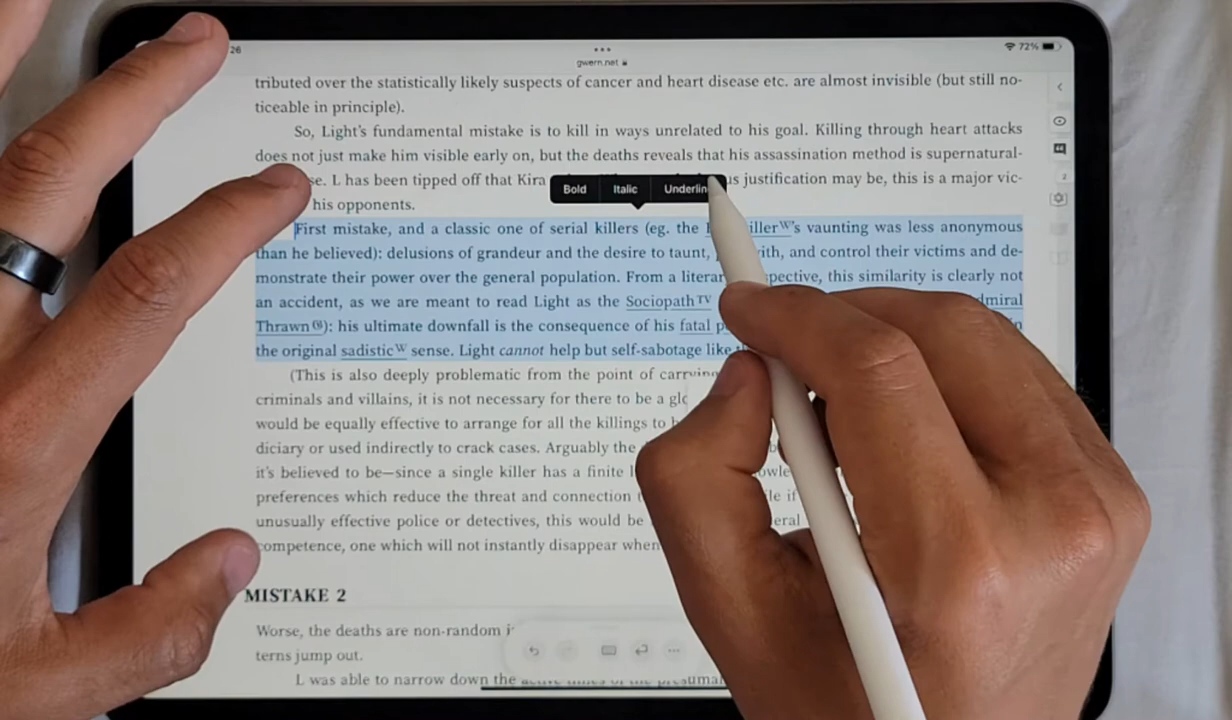 26
72%
gwern.net
tributed over the statistically likely suspects of cancer and heart disease etc. are almost invisible (but still no-
ticeable in principle).
So, Light's fundamental mistake is to kill in ways unrelated to his goal. Killing through heart attacks
does not just make him visible early on, but the deaths reveals that his assassination method is supernatural-
se. L has been tipped off that Kira us justification may be, this is a major vic-
Bold Italic Underlin
his opponents.
First mistake, and a classic one of serial killers (eg. the iller W's vaunting was less anonymous
than he believed): delusions of grandeur and the desire to taunt, ith, and control their victims and de-
monstrate their power over the general population. From a literar spective, this similarity is clearly not
an accident, as we are meant to read Light as the Sociopath TV dmiral
Thrawn): his ultimate downfall is the consequence of his fatal
the original sadistic W sense. Light cannot help but self-sabotage like
(This is also deeply problematic from the point of carrying
criminals and villains, it is not necessary for there to be a
would be equally effective to arrange for all the killings to
diciary or used indirectly to crack cases. Arguably the
it's believed to be—since a single killer has a finite owle
preferences which reduce the threat and connection le if
unusually effective police or detectives, this would be eral
competence, one which will not instantly disappear when
MISTAKE 2
Worse, the deaths are non-random
terns jump out.
L was able to narrow down the